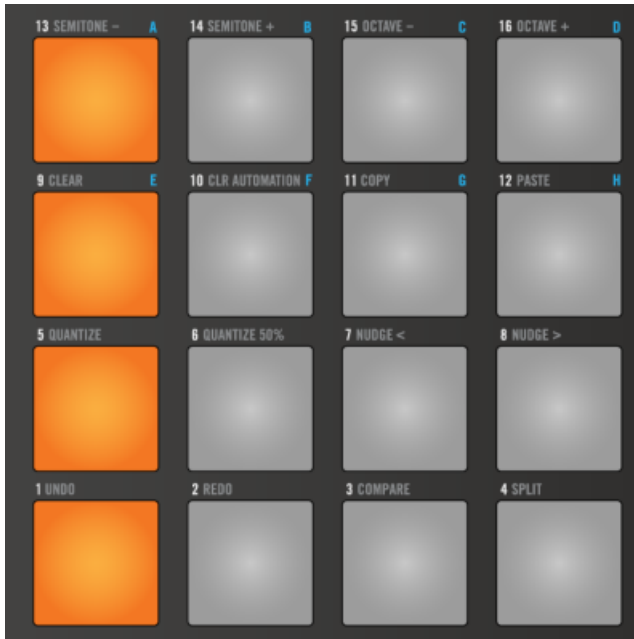 13 SEMITONE - A 14 SEMITONE + B 15 OCTAVE - C 16 OCTAVE + D
9 CLEAR E 10 CLR AUTOMATION F 11 COPY G 12 PASTE H
5 QUANTIZE 6 QUANTIZE 50% 7 NUDGE < 8 NUDGE >
1 UNDO 2 REDO 3 COMPARE 4 SPLIT